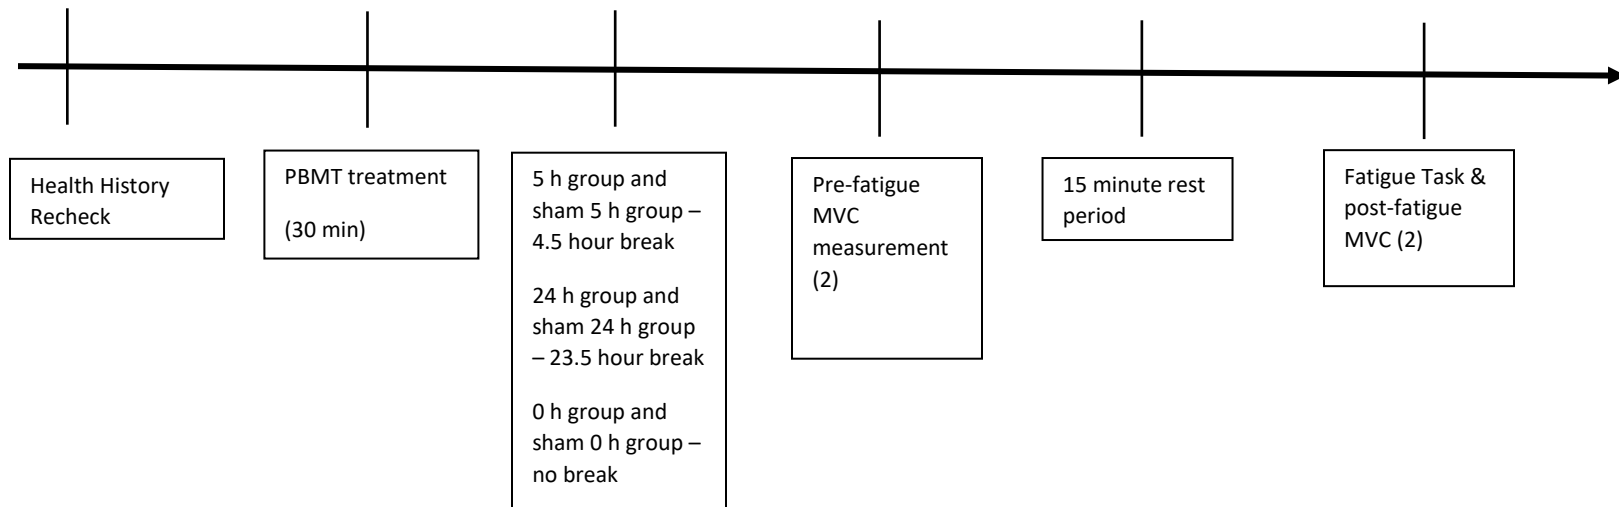 Health History
Recheck
PBMT treatment
(30 min)
5 h group and
sham 5 h group –
4.5 hour break
24 h group and
sham 24 h group
– 23.5 hour break
0 h group and
sham 0 h group –
no break
Pre-fatigue
MVC
measurement
(2)
15 minute rest
period
Fatigue Task &
post-fatigue
MVC (2)